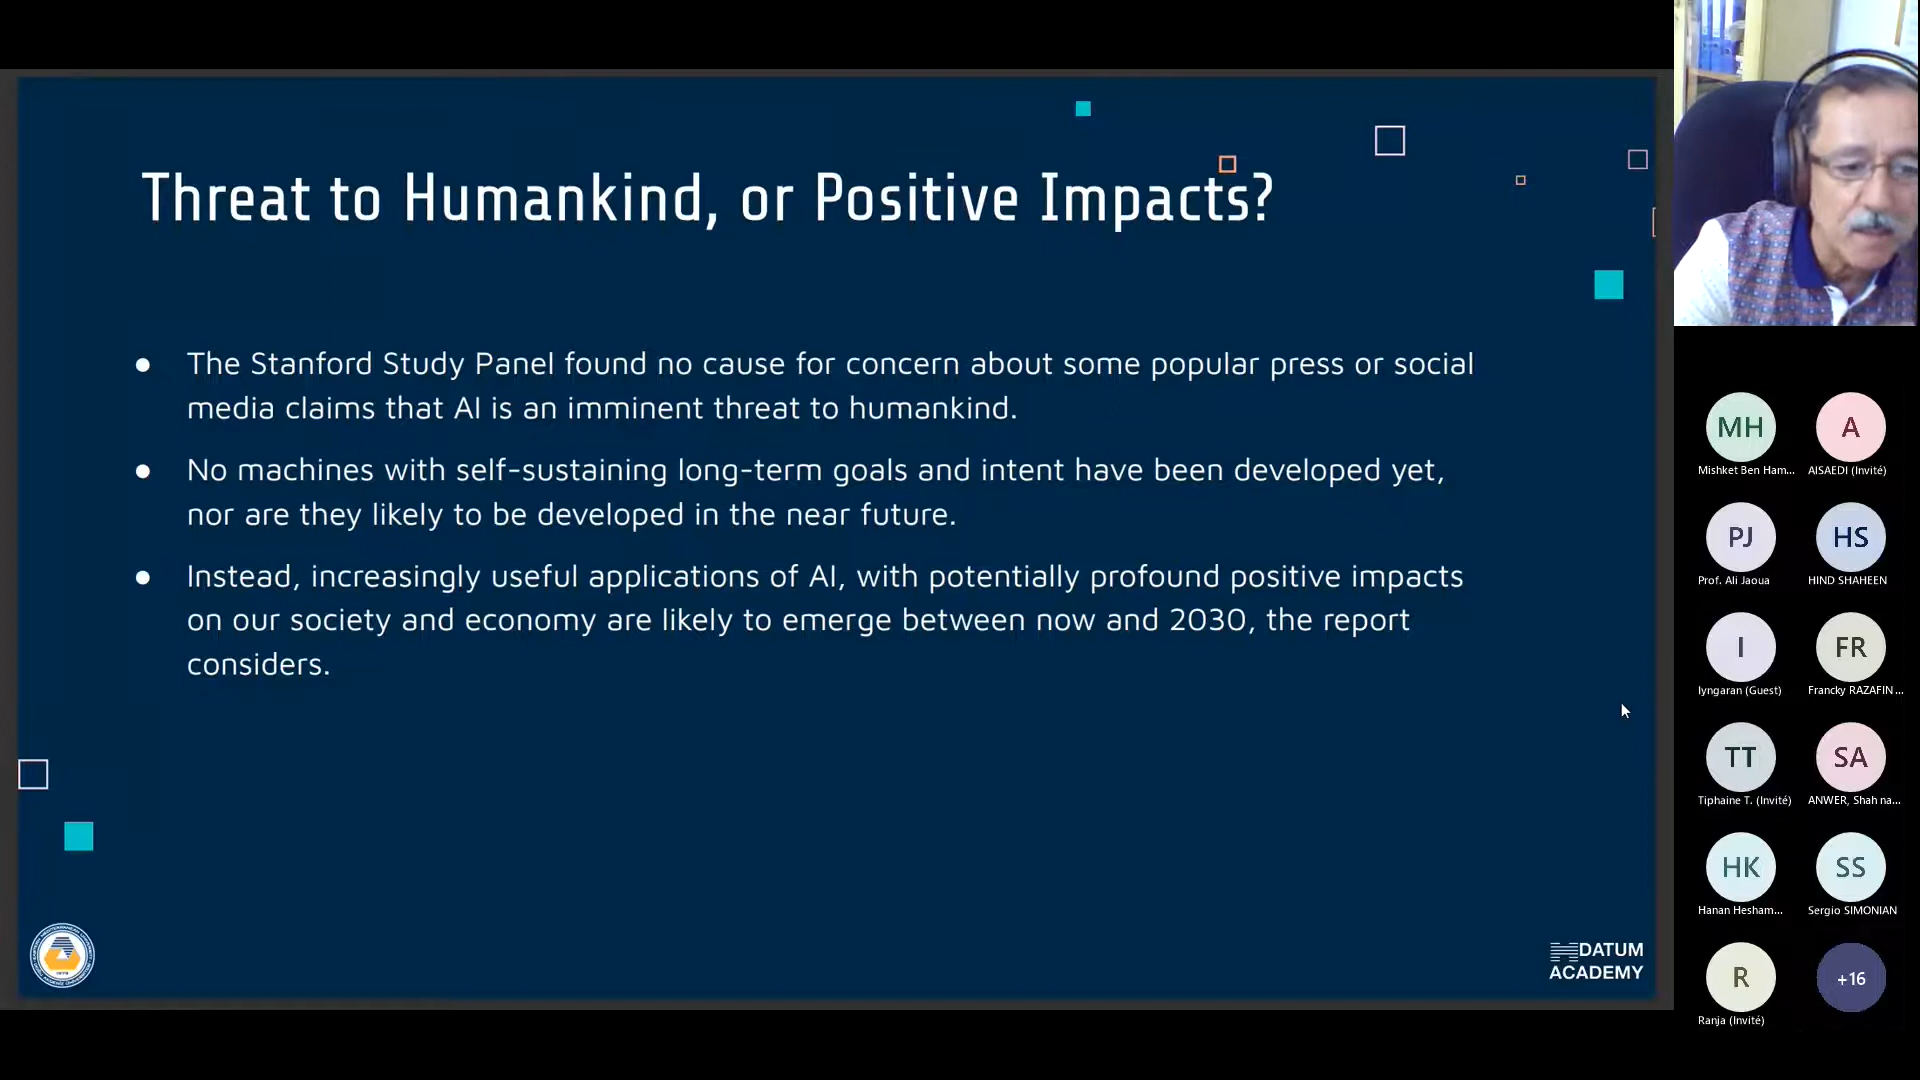 Threat to Humankind, or Positive Impacts?
● The Stanford Study Panel found no cause for concern about some popular press or social
media claims that AI is an imminent threat to humankind.
● No machines with self-sustaining long-term goals and intent have been developed yet,
nor are they likely to be developed in the near future.
● Instead, increasingly useful applications of AI, with potentially profound positive impacts
on our society and economy are likely to emerge between now and 2030, the report
considers.
DATUM
ACADEMY
MH
A
Mishket Ben Ham...
AISAEDI (Invité)
PJ
HS
Prof. Ali Jaoua
HIND SHAHEEN
I
FR
Iyngaran (Guest)
Francky RAZAFIN...
TT
SA
Tiphaine T. (Invité)
ANWER, Shah na...
HK
SS
Hanan Hesham...
Sergio SIMONIAN
R
+16
Ranja (Invité)